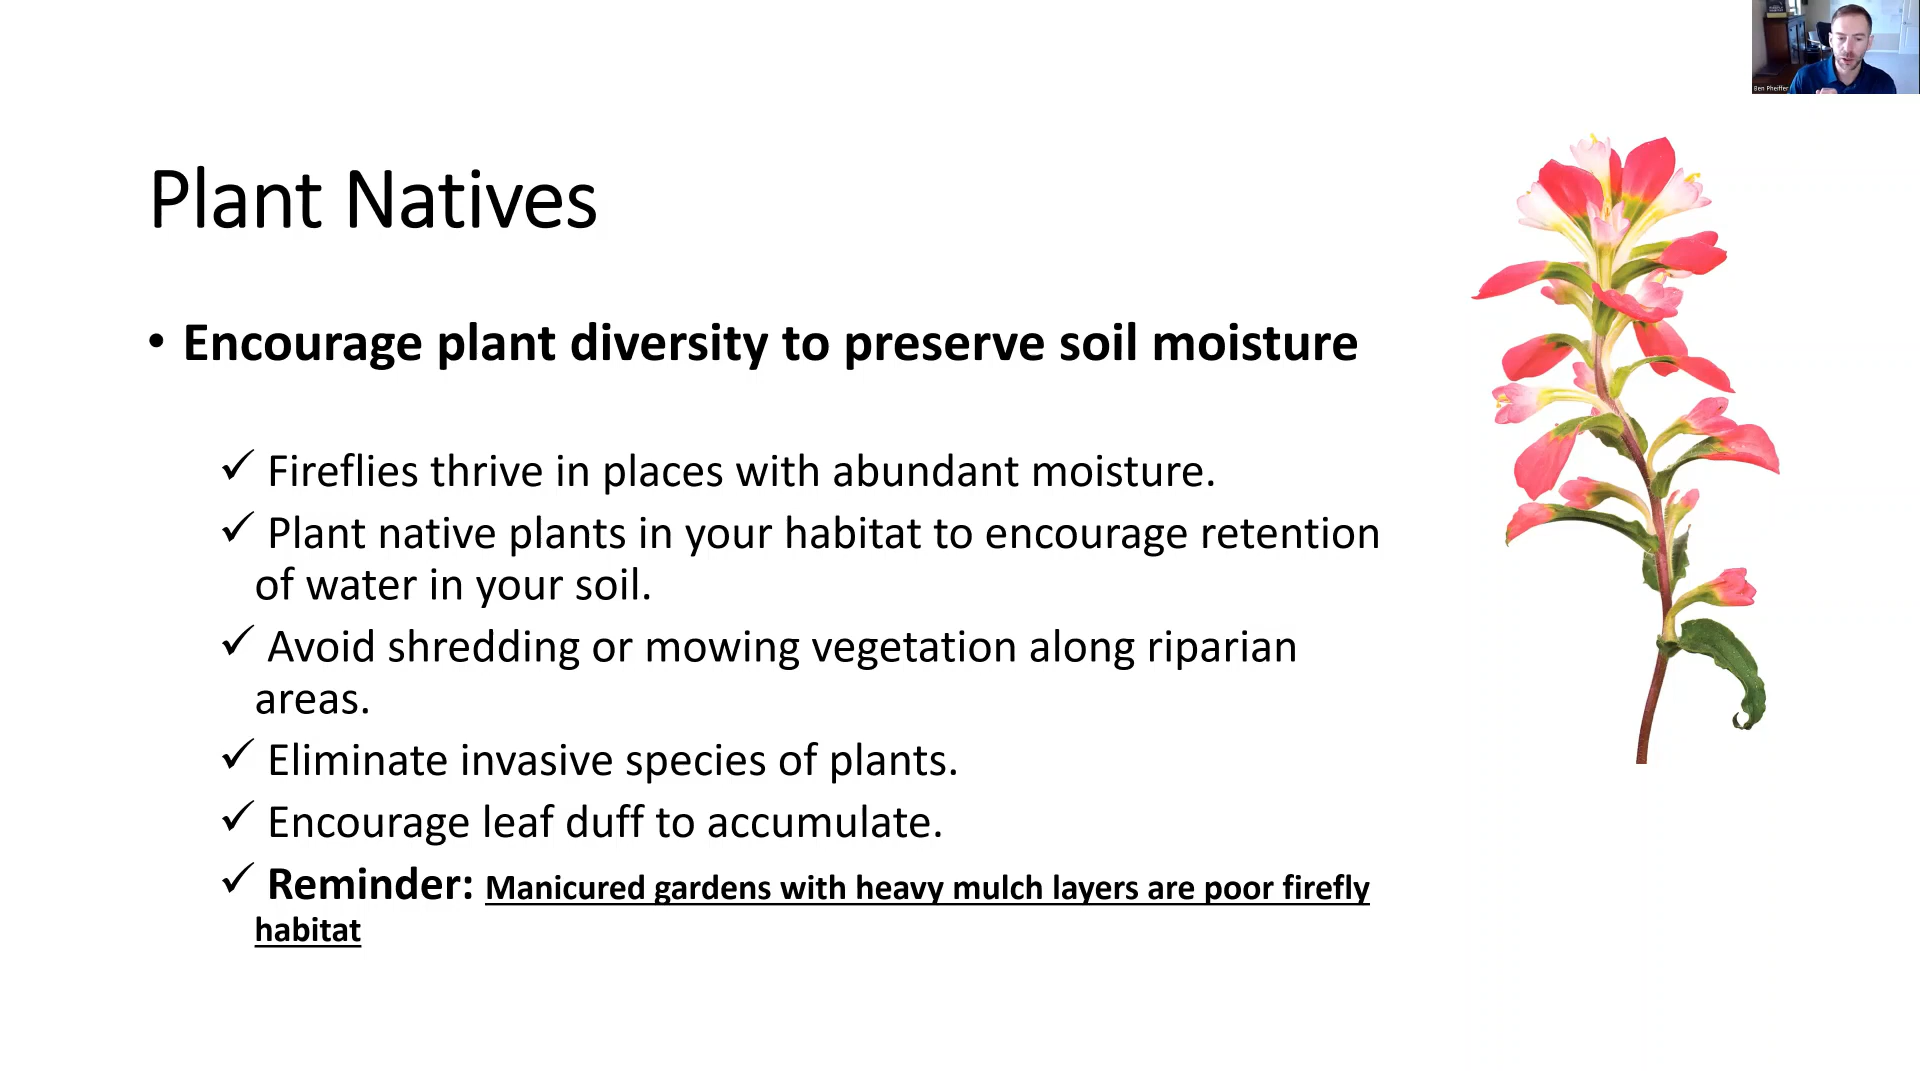 Ben Pheiffer
Plant Natives
• Encourage plant diversity to preserve soil moisture
✓ Fireflies thrive in places with abundant moisture.
✓ Plant native plants in your habitat to encourage retention
of water in your soil.
✓ Avoid shredding or mowing vegetation along riparian
areas.
✓ Eliminate invasive species of plants.
✓ Encourage leaf duff to accumulate.
✓ Reminder: Manicured gardens with heavy mulch layers are poor firefly
habitat